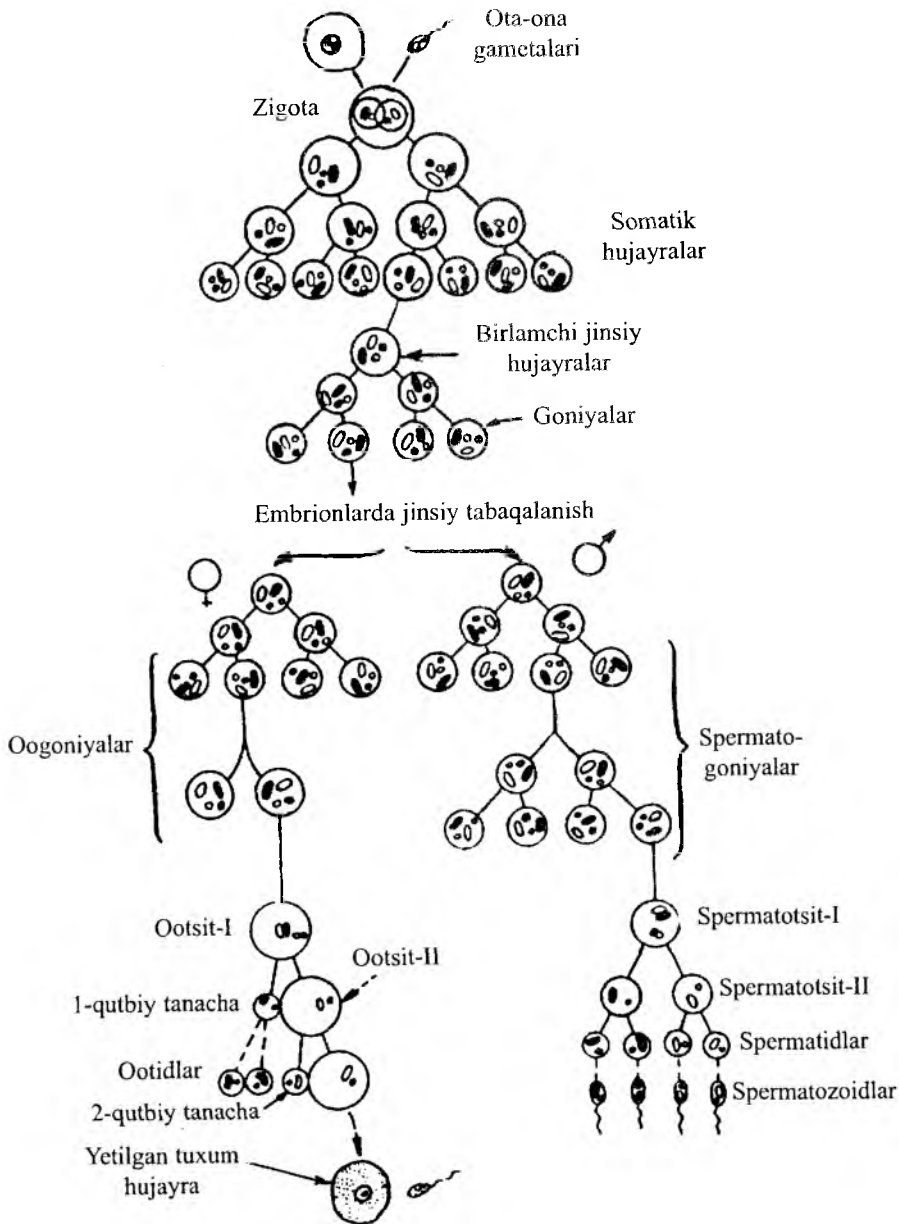 Ota-ona
gametalari
Zigota
Somatik
hujayralar
Birlamchi jinsiy
hujayralar
Goniyalar
Embrionlarda jinsiy tabaqalanish
Oogoniyalar
Spermato-
goniyalar
Ootsit-I
Spermatotsit-I
Ootsit-II
1-qutbiy tanacha
Spermatotsit-II
Ootidlar
Spermatidlar
2-qutbiy tanacha
Spermatozoidlar
Yetilgan tuxum
hujayra